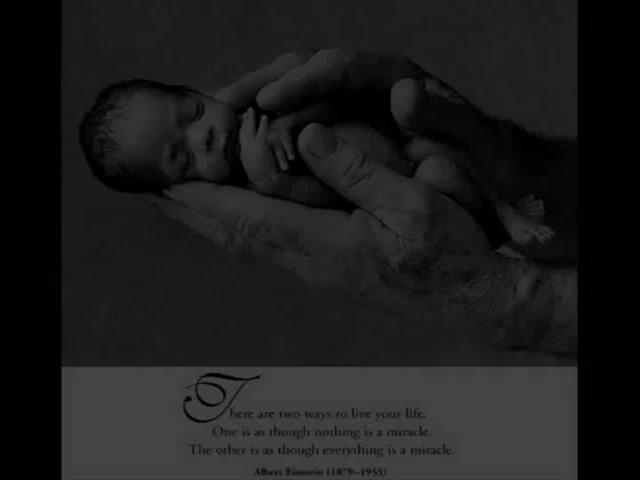 There are two ways to live your life.
One is as though nothing is a miracle.
The other is as though everything is a miracle.
Albert Einstein (1879–1955)